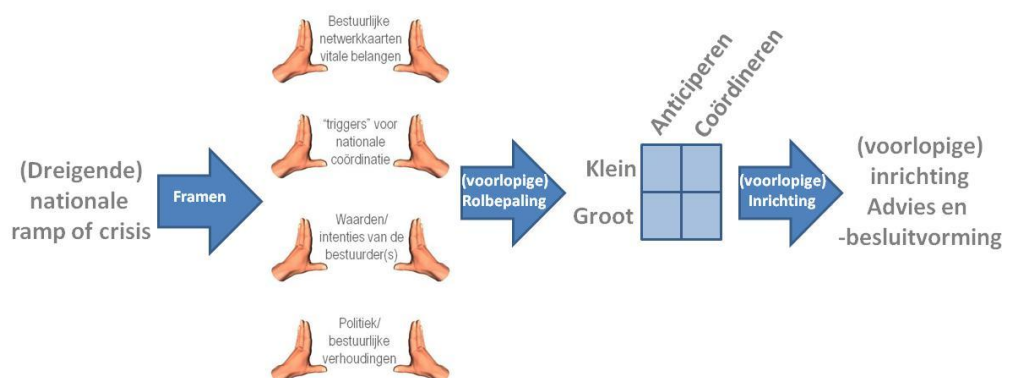 (Dreigende)
nationale
ramp of crisis
Framen
Bestuurlijke
netwerkkaarten
vitale belangen
"triggers" voor
nationale
coördinatie
Waarden/
intenties van de
bestuurder(s)
Politiek/
bestuurlijke
verhoudingen
(voorlopige)
Rolbepaling
Anticiperen
Coördineren
Klein
Groot
(voorlopige)
Inrichting
(voorlopige)
inrichting
Advies en
-besluitvorming